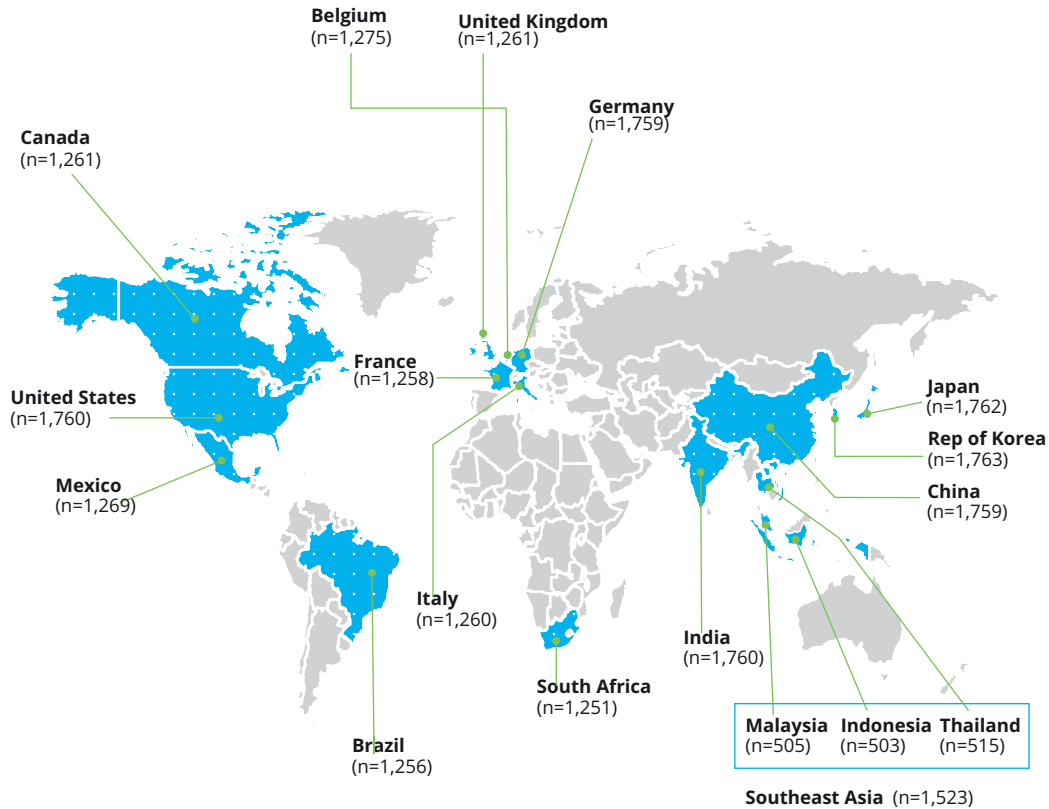 Belgium
(n=1,275)
United Kingdom
(n=1,261)
Germany
(n=1,759)
Canada
(n=1,261)
France
(n=1,258)
United States
(n=1,760)
Japan
(n=1,762)
Rep of Korea
(n=1,763)
Mexico
(n=1,269)
China
(n=1,759)
Italy
(n=1,260)
India
(n=1,760)
South Africa
(n=1,251)
Brazil
(n=1,256)
Malaysia Indonesia Thailand
(n=505) (n=503) (n=515)
Southeast Asia (n=1,523)